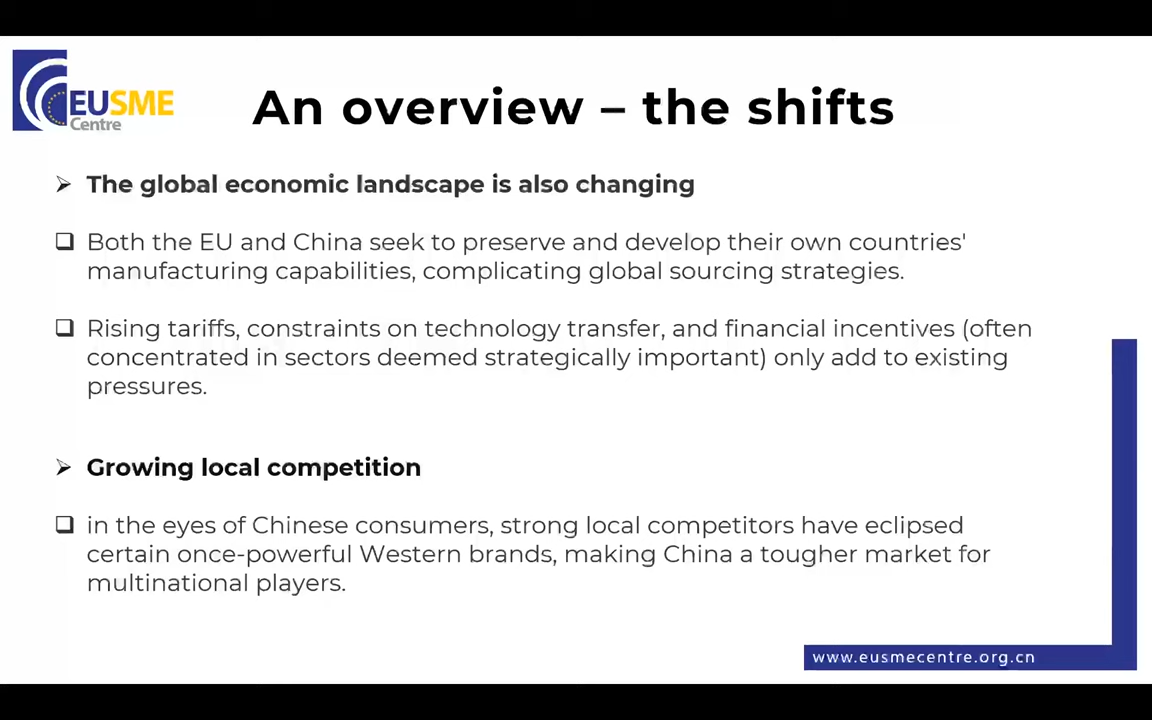 EUSME
Centre
An overview – the shifts
The global economic landscape is also changing
Both the EU and China seek to preserve and develop their own countries'
manufacturing capabilities, complicating global sourcing strategies.
Rising tariffs, constraints on technology transfer, and financial incentives (often
concentrated in sectors deemed strategically important) only add to existing
pressures.
Growing local competition
in the eyes of Chinese consumers, strong local competitors have eclipsed
certain once-powerful Western brands, making China a tougher market for
multinational players.
www.eusmecentre.org.cn